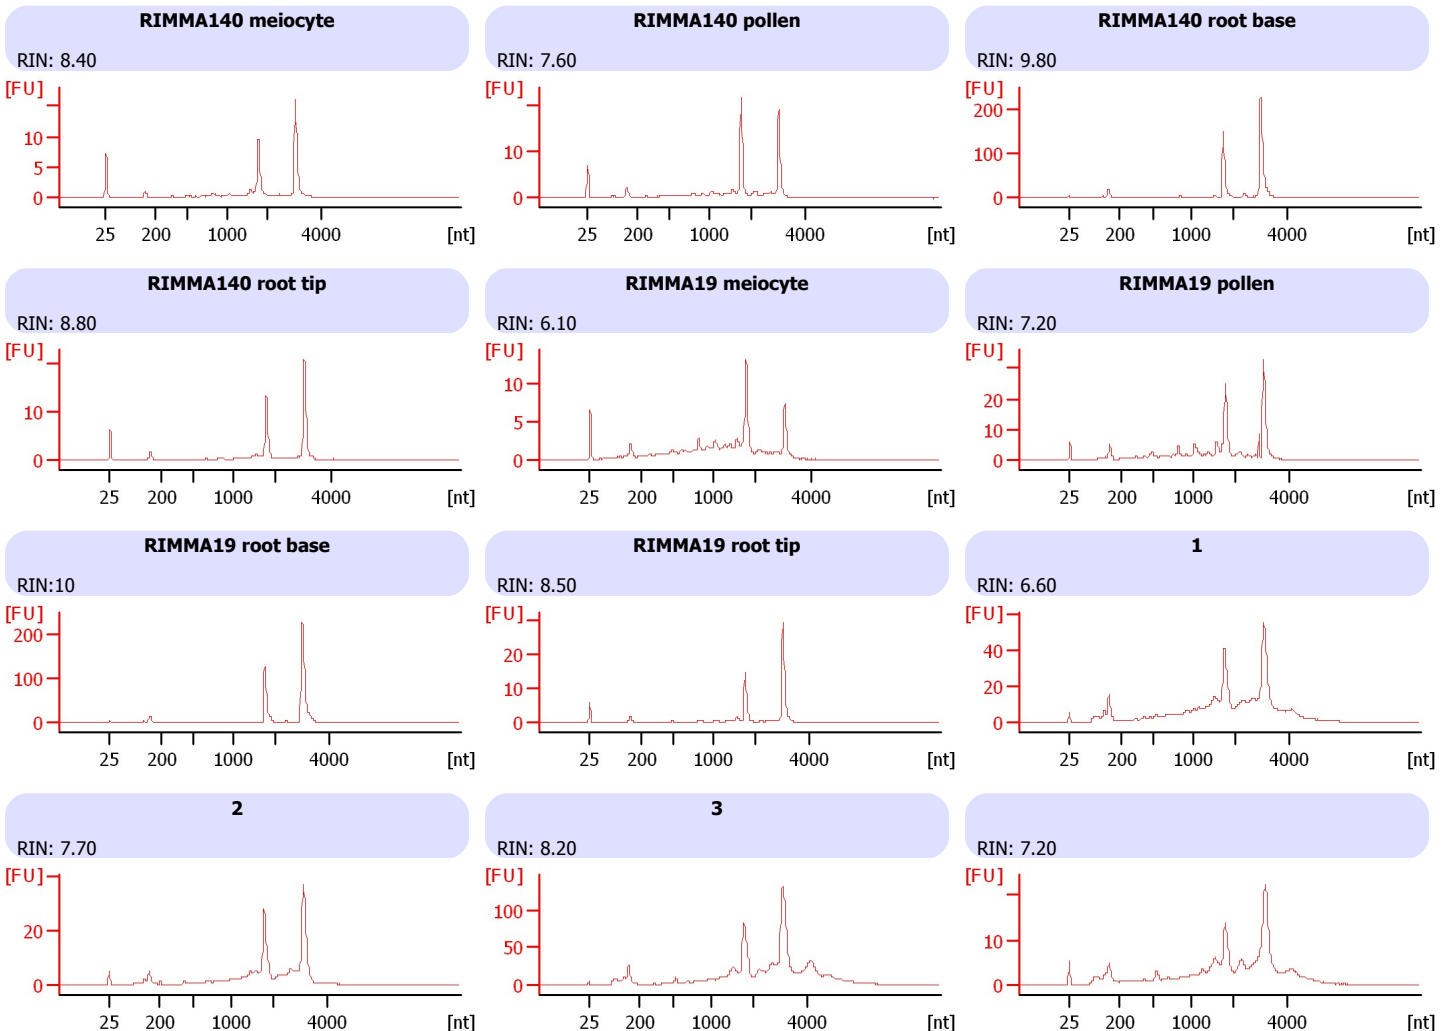 RIMMA140 meiocyte
RIN: 8.40
[FU]
10
5
0
25 200 1000 4000 [nt]
RIMMA140 pollen
RIN: 7.60
[FU]
10
0
25 200 1000 4000 [nt]
RIMMA140 root base
RIN: 9.80
[FU]
200
100
0
25 200 1000 4000 [nt]
RIMMA140 root tip
RIN: 8.80
[FU]
10
0
25 200 1000 4000 [nt]
RIMMA19 meiocyte
RIN: 6.10
[FU]
10
5
0
25 200 1000 4000 [nt]
RIMMA19 pollen
RIN: 7.20
[FU]
20
10
0
25 200 1000 4000 [nt]
RIMMA19 root base
RIN:10
[FU]
200
100
0
25 200 1000 4000 [nt]
RIMMA19 root tip
RIN: 8.50
[FU]
20
10
0
25 200 1000 4000 [nt]
1
RIN: 6.60
[FU]
40
20
0
25 200 1000 4000 [nt]
2
RIN: 7.70
[FU]
20
0
25 200 1000 4000 [nt]
3
RIN: 8.20
[FU]
100
50
0
25 200 1000 4000 [nt]
RIN: 7.20
[FU]
10
0
25 200 1000 4000 [nt]